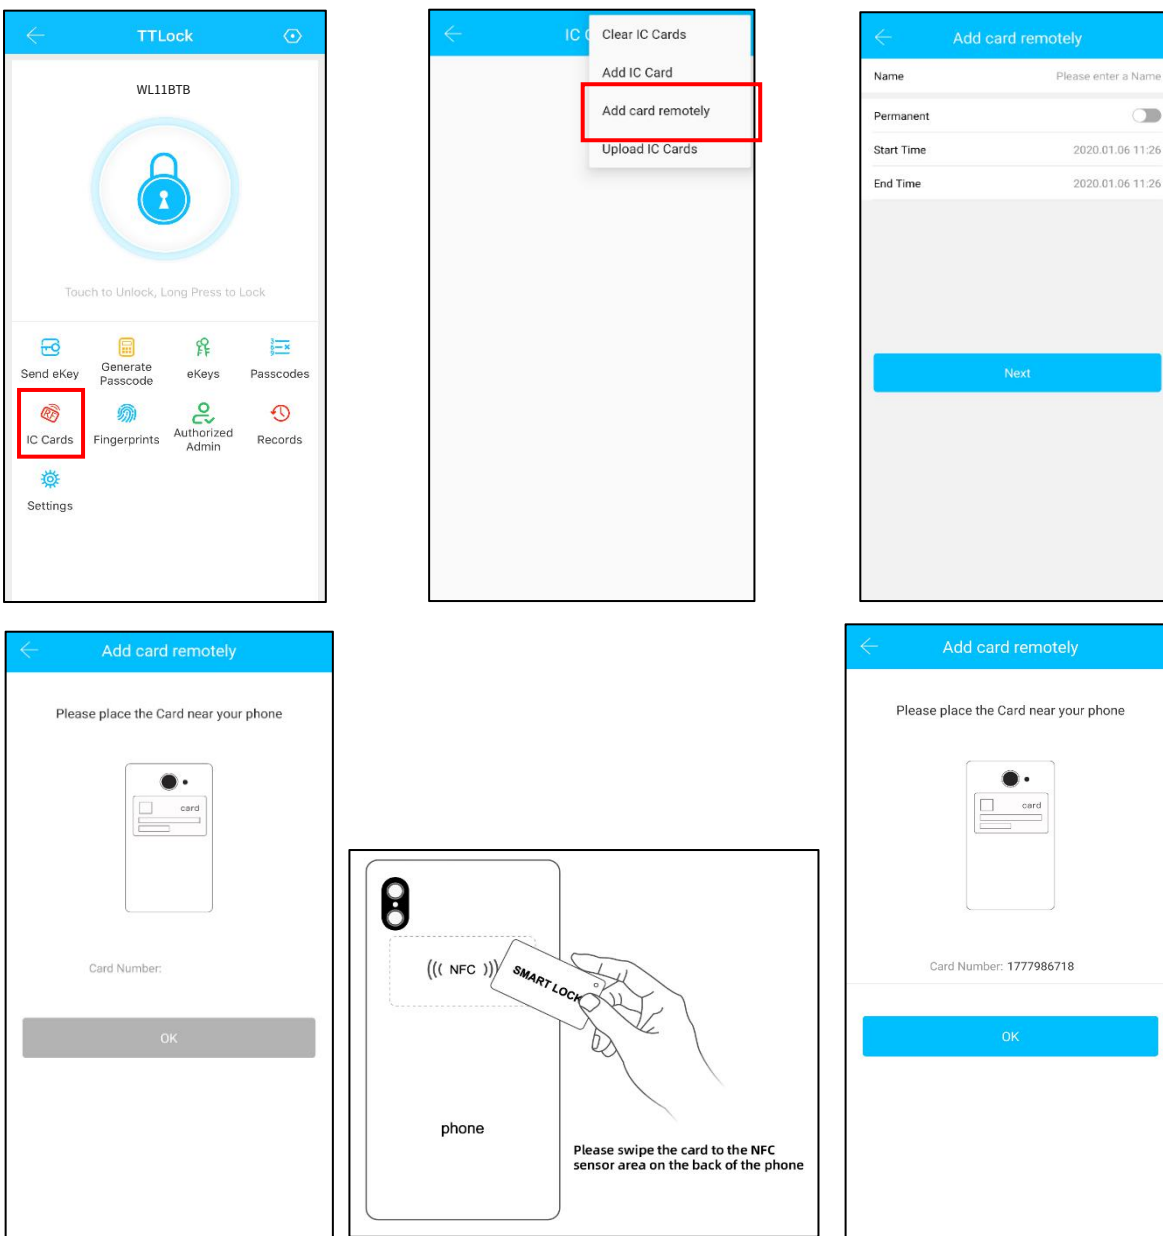 TTLock
WL11BTB
Touch to Unlock, Long Press to Lock
Send eKey
Generate
Passcode
eKeys
Passcodes
RF
IC Cards
Fingerprints
Authorized
Admin
Records
Settings
IC
Clear IC Cards
Add IC Card
Add card remotely
Upload IC Cards
Add card remotely
Name Please enter a Name
Permanent
Start Time 2020.01.06 11:26
End Time 2020.01.06 11:26
Next
Add card remotely
Please place the Card near your phone
card
Card Number:
OK
((( NFC )))
SMART LOCK
phone
Please swipe the card to the NFC
sensor area on the back of the phone
Add card remotely
Please place the Card near your phone
card
Card Number: 1777986718
OK